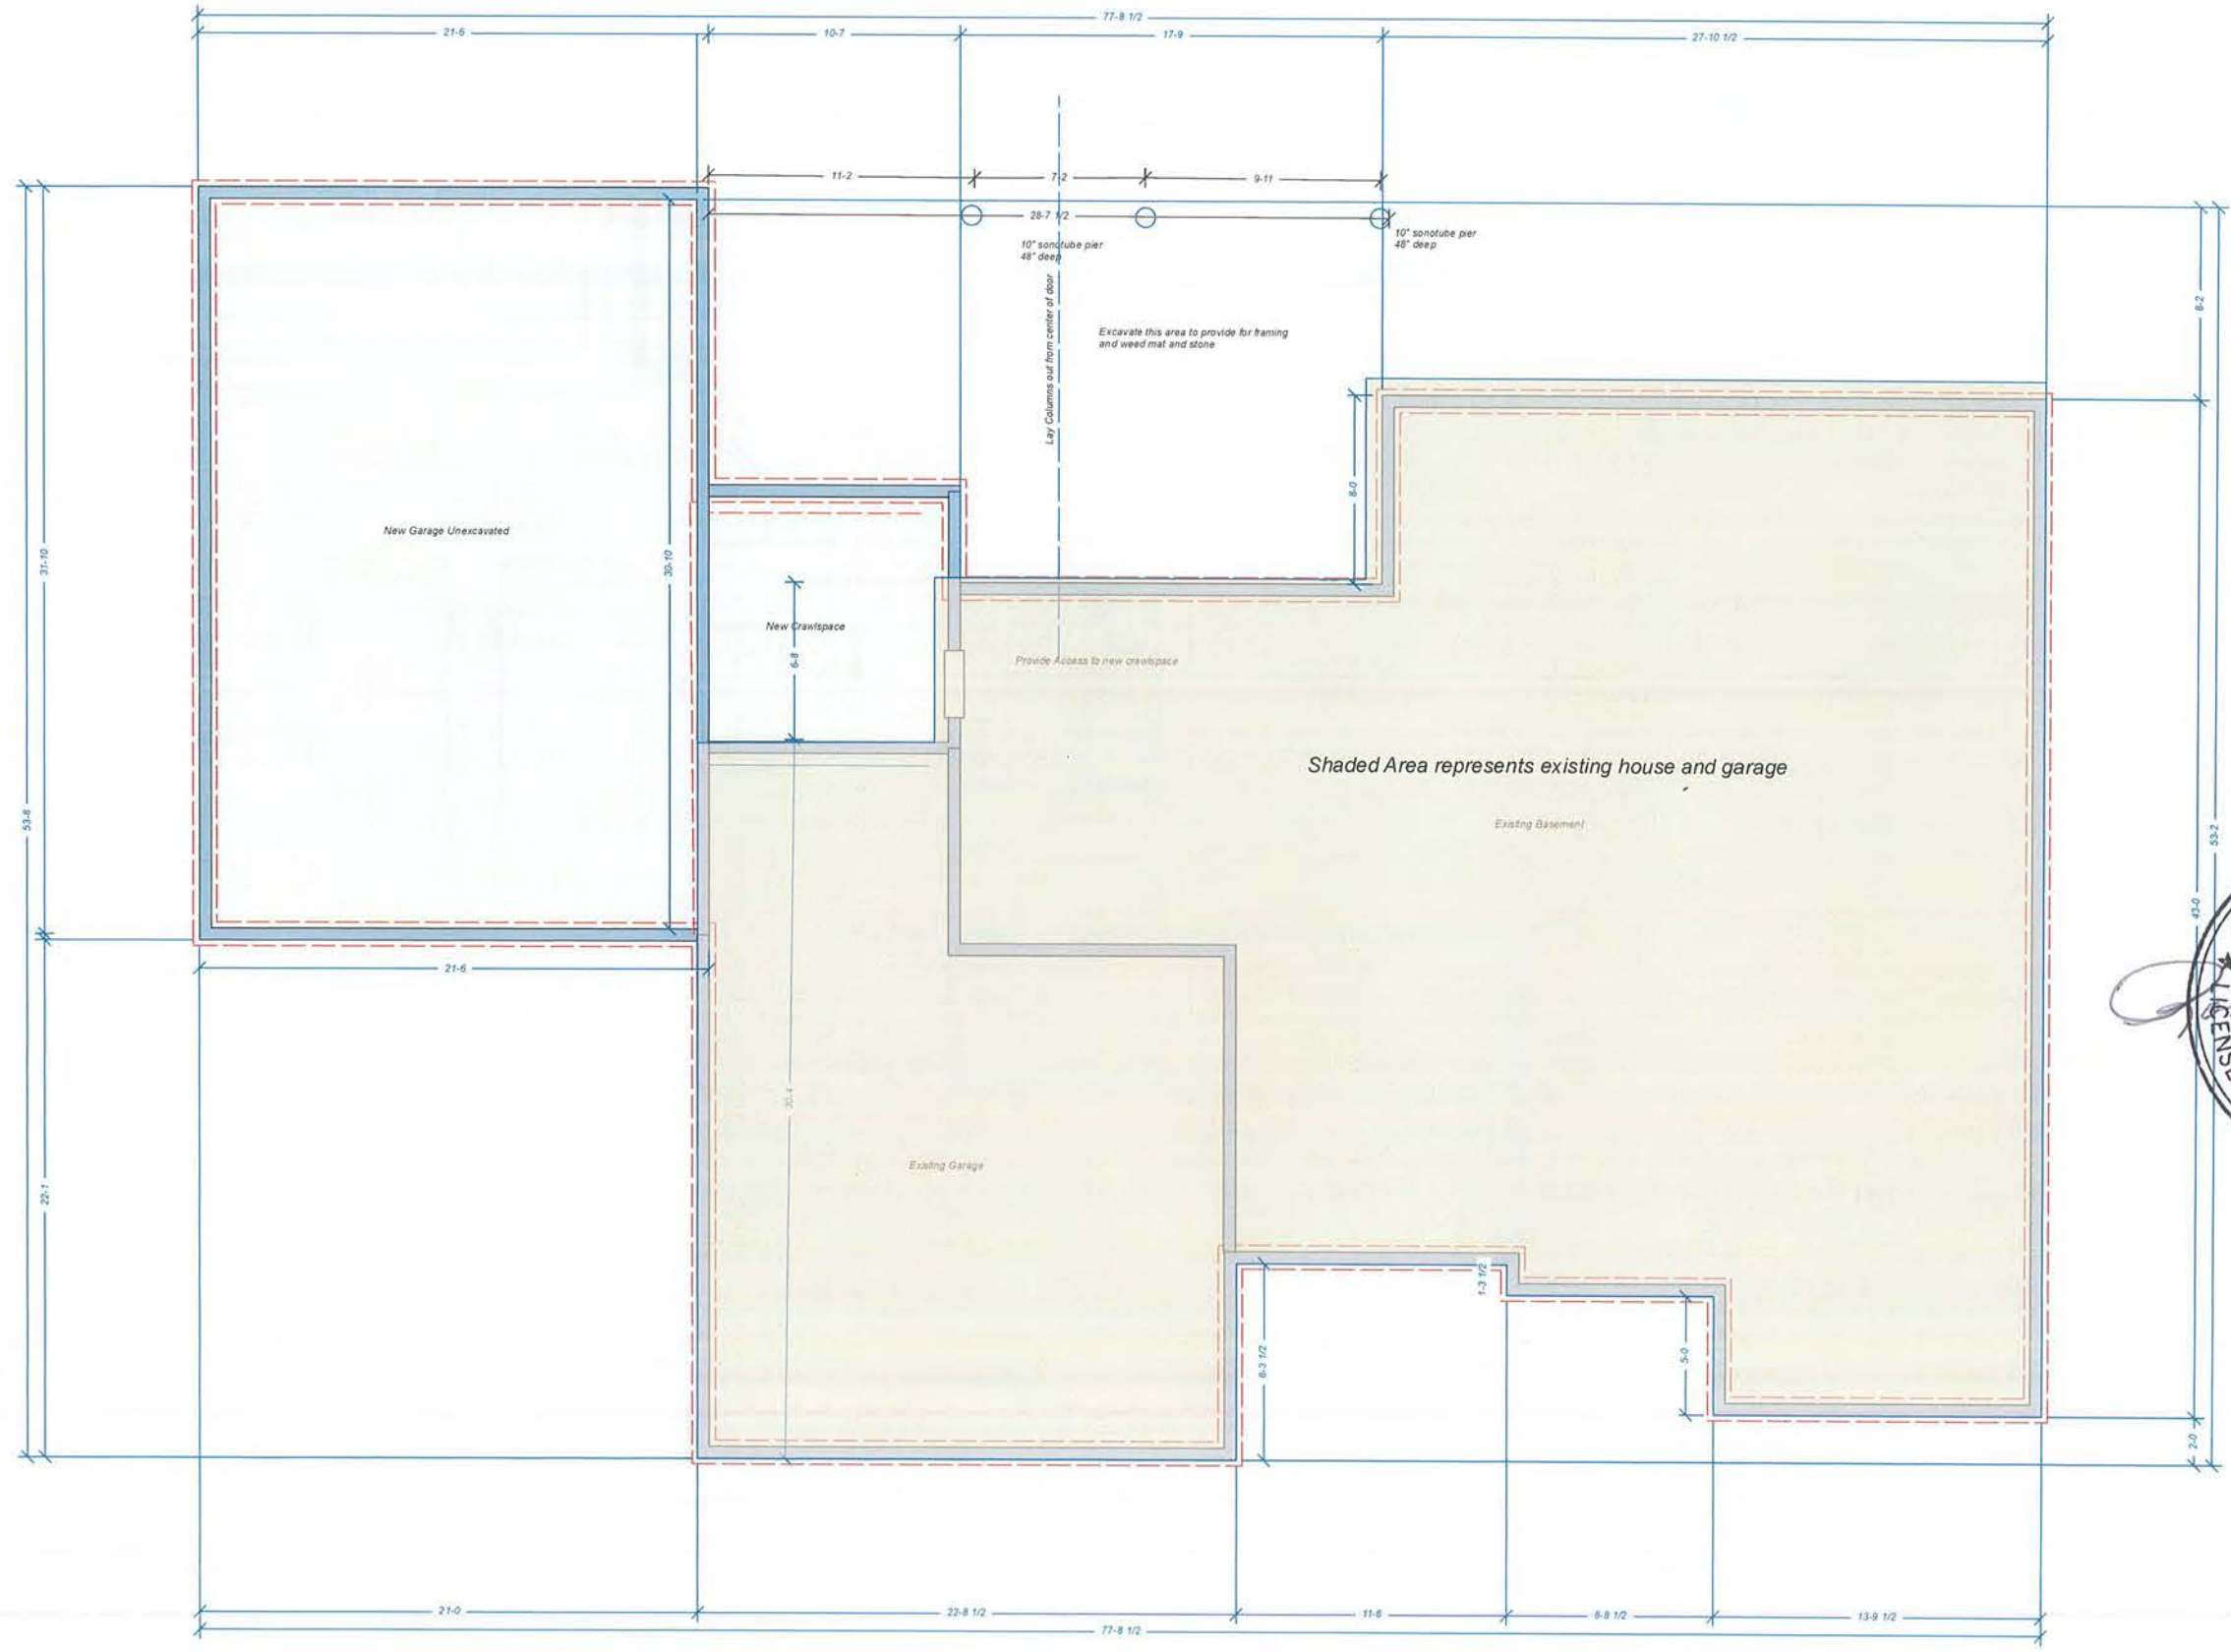 77-8 1/2
21-6
10-7
17-9
27-10 1/2
11-2
7-2
9-11
28-7 1/2
10" sonotube pier
48" deep
10" sonotube pier
48" deep
Lay Columns out from center of door
Excavate this area to provide for framing
and weed mat and stone
8-2
8-0
New Garage Unexcavated
31-10
30-10
New Crawlspace
6-8
Provide Access to new crawlspace
Shaded Area represents existing house and garage
Existing Basement
53-8
53-2
43-0
21-6
30-4
22-1
Existing Garage
1-3 1/2
8-3 1/2
5-0
2-0
21-0
22-8 1/2
11-6
8-8 1/2
13-9 1/2
77-8 1/2